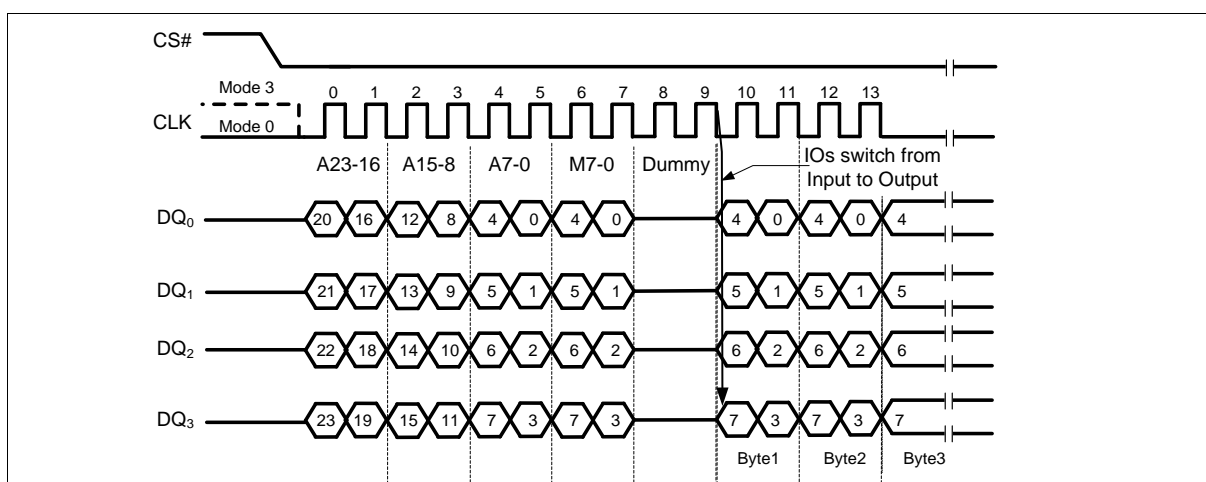 CS#
Mode 3
0 1 2 3 4 5 6 7 8 9 10 11 12 13
CLK
Mode 0
A23-16 A15-8 A7-0 M7-0 Dummy
IOs switch from
Input to Output
DQ0 20 16 12 8 4 0 4 0 4 0 4 0 4
DQ1 21 17 13 9 5 1 5 1 5 1 5 1 5
DQ2 22 18 14 10 6 2 6 2 6 2 6 2 6
DQ3 23 19 15 11 7 3 7 3 7 3 7 3 7
Byte1 Byte2 Byte3